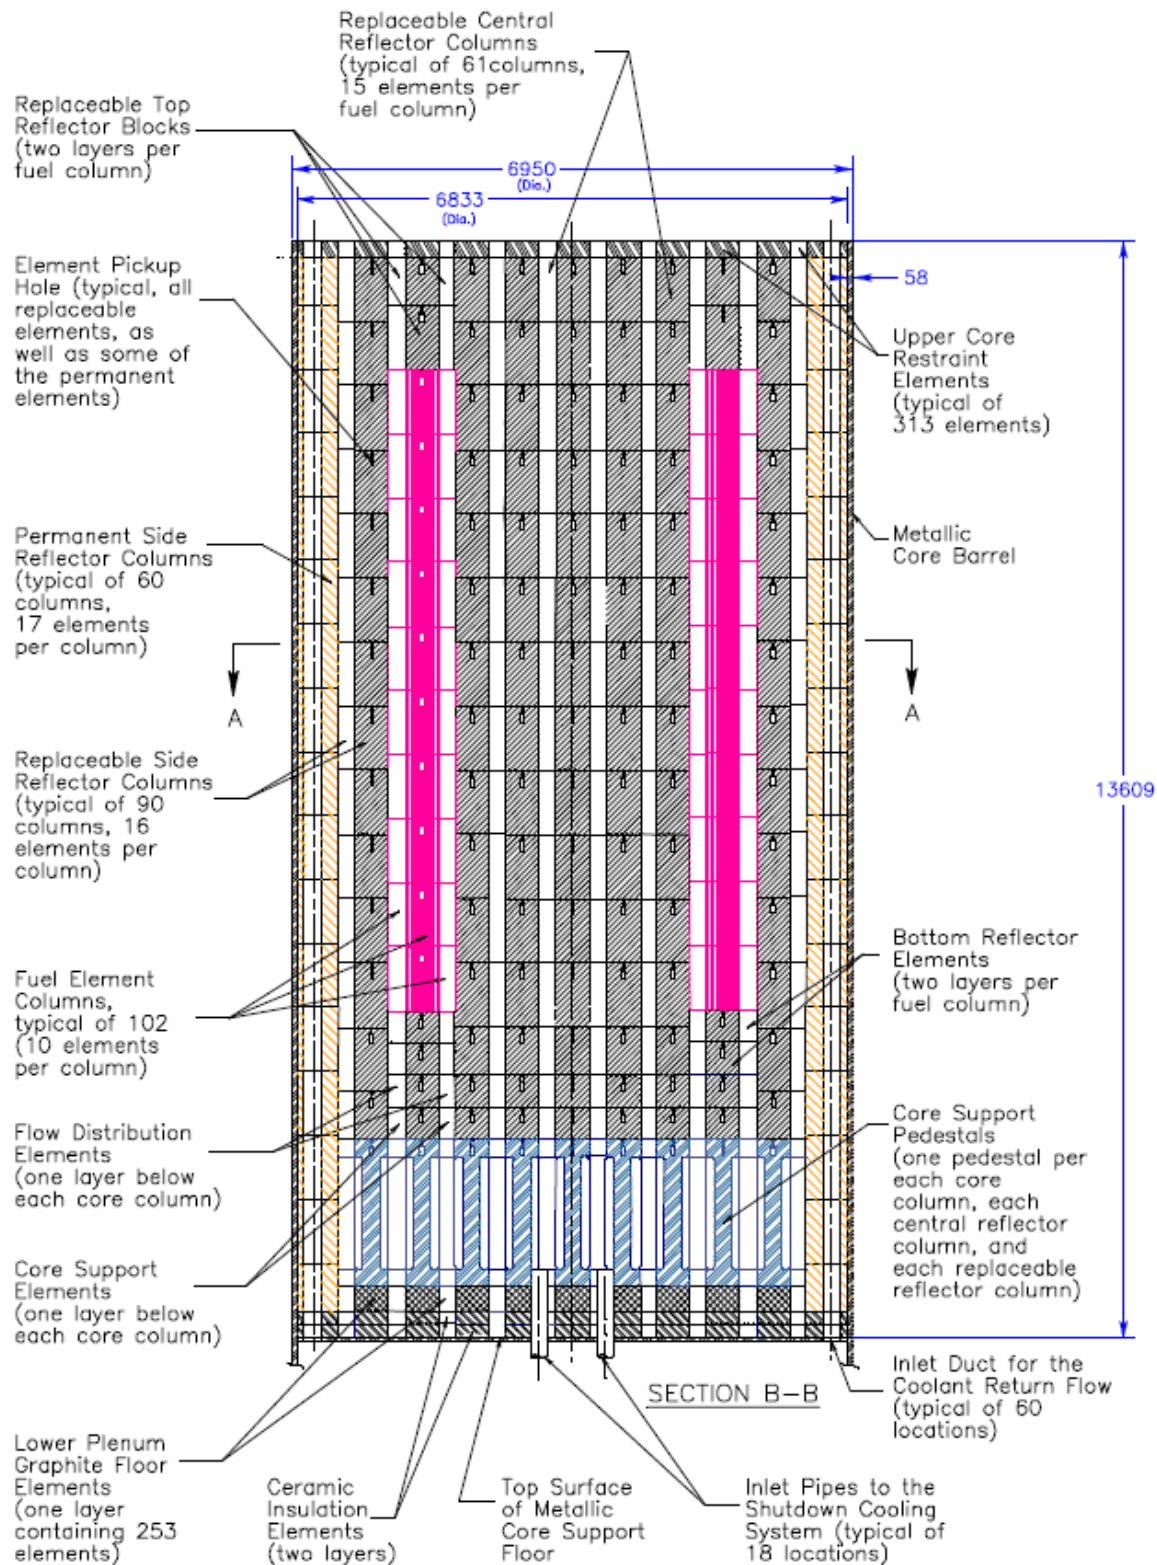 Replaceable Central
Reflector Columns
(typical of 61columns,
15 elements per
fuel column)
Replaceable Top
Reflector Blocks
(two layers per
fuel column)
6950
(Dia.)
6833
(Dia.)
Element Pickup
Hole (typical, all
replaceable
elements, as
well as some of
the permanent
elements)
58
Upper Core
Restraint
Elements
(typical of
313 elements)
Permanent Side
Reflector Columns
(typical of 60
columns,
17 elements
per column)
Metallic
Core Barrel
A
A
Replaceable Side
Reflector Columns
(typical of 90
columns, 16
elements per
column)
13609
Fuel Element
Columns,
typical of 102
(10 elements
per column)
Bottom Reflector
Elements
(two layers per
fuel column)
Flow Distribution
Elements
(one layer below
each core column)
Core Support
Pedestals
(one pedestal per
each core
column, each
central reflector
column, and
each replaceable
reflector column)
Core Support
Elements
(one layer below
each core column)
SECTION B-B
Inlet Duct for the
Coolant Return Flow
(typical of 60
locations)
Lower Plenum
Graphite Floor
Elements
(one layer
containing 253
elements)
Ceramic
Insulation
Elements
(two layers)
Top Surface
of Metallic
Core Support
Floor
Inlet Pipes to the
Shutdown Cooling
System (typical of
18 locations)